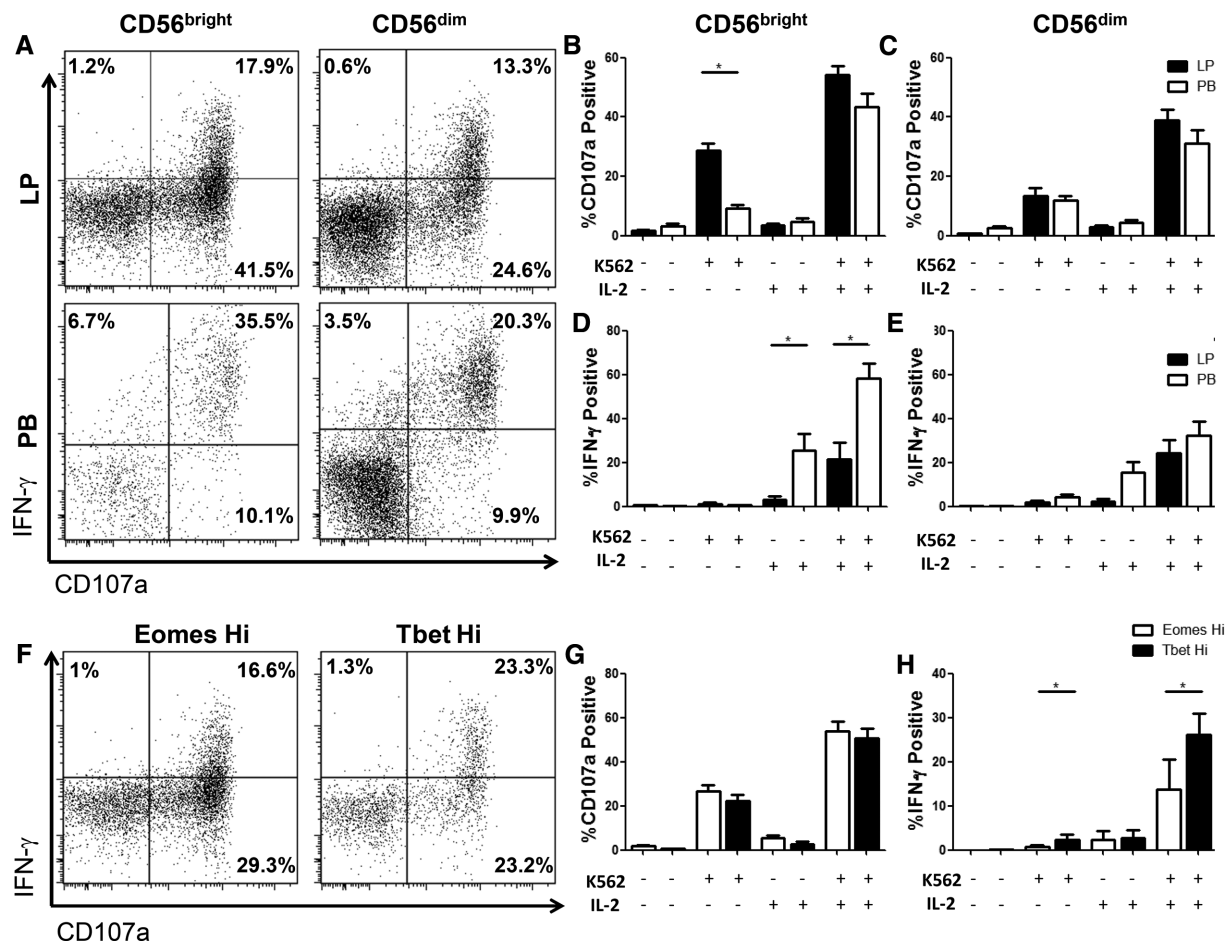 CD56bright CD56dim
A
1.2% 17.9%
41.5%
0.6% 13.3%
24.6%
LP
6.7% 35.5%
10.1%
3.5% 20.3%
9.9%
PB
IFN-γ
CD107a
B CD56bright
60
40
20
0
%CD107a Positive
*
K562 - - + + - - + +
IL-2 - - - - + + + +
C CD56dim
60
40
20
0
%CD107a Positive
LP
PB
K562 - - + + - - + +
IL-2 - - - - + + + +
D
80
60
40
20
0
%IFN-γ Positive
* *
K562 - - + + - - + +
IL-2 - - - - + + + +
E
30
60
40
20
0
%IFN-γ Positive
LP
PB
K562 - - + + - - + +
IL-2 - - - - + + + +
F
Eomes Hi Tbet Hi
1% 16.6%
29.3%
1.3% 23.3%
23.2%
IFN-γ
CD107a
G
80
60
40
20
0
%CD107a Positive
K562 - - + + - - + +
IL-2 - - - - + + + +
H
Eomes Hi
Tbet Hi
40
30
20
10
0
%IFN-γ Positive
* *
K562 - - + + - - + +
IL-2 - - - - + + + +